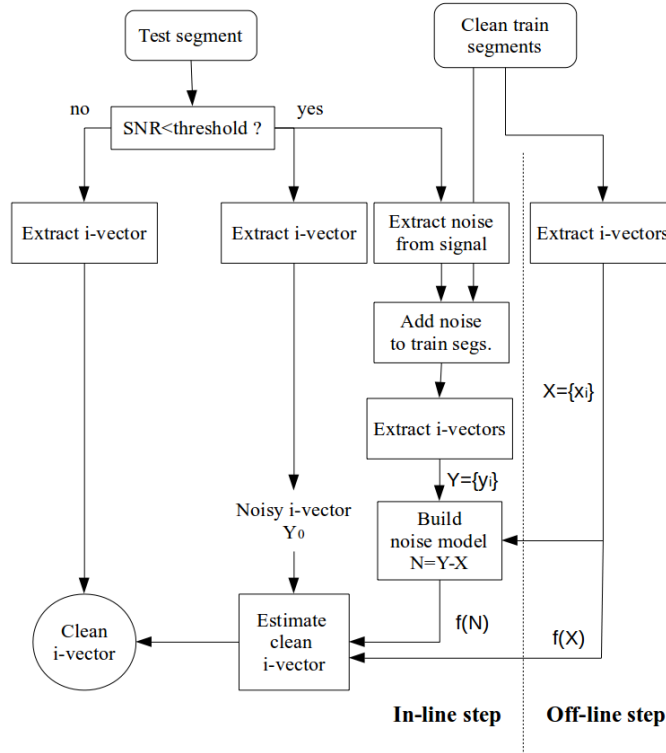 Test segment
Clean train
segments
no
yes
SNR<threshold ?
Extract i-vector
Extract i-vector
Extract noise
from signal
Extract i-vectors
Add noise
to train segs.
X={xi}
Extract i-vectors
Y={yi}
Noisy i-vector
Y0
Build
noise model
N=Y-X
Clean
i-vector
Estimate
clean
i-vector
f(N)
f(X)
In-line step
Off-line step